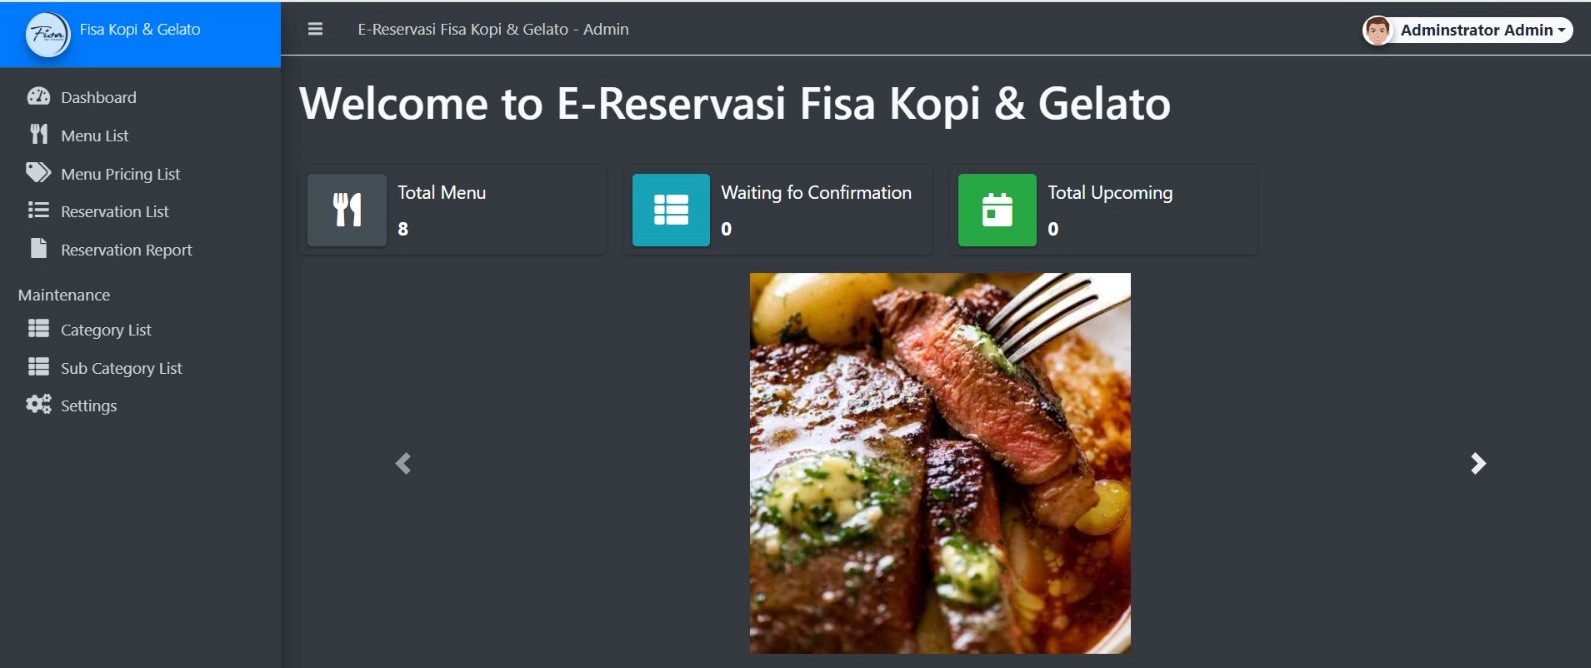 Fisa
Fisa Kopi & Gelato
E-Reservasi Fisa Kopi & Gelato - Admin
Adminstrator Admin
Dashboard
Menu List
Menu Pricing List
Reservation List
Reservation Report
Maintenance
Category List
Sub Category List
Settings
Welcome to E-Reservasi Fisa Kopi & Gelato
Total Menu
8
Waiting fo Confirmation
0
Total Upcoming
0